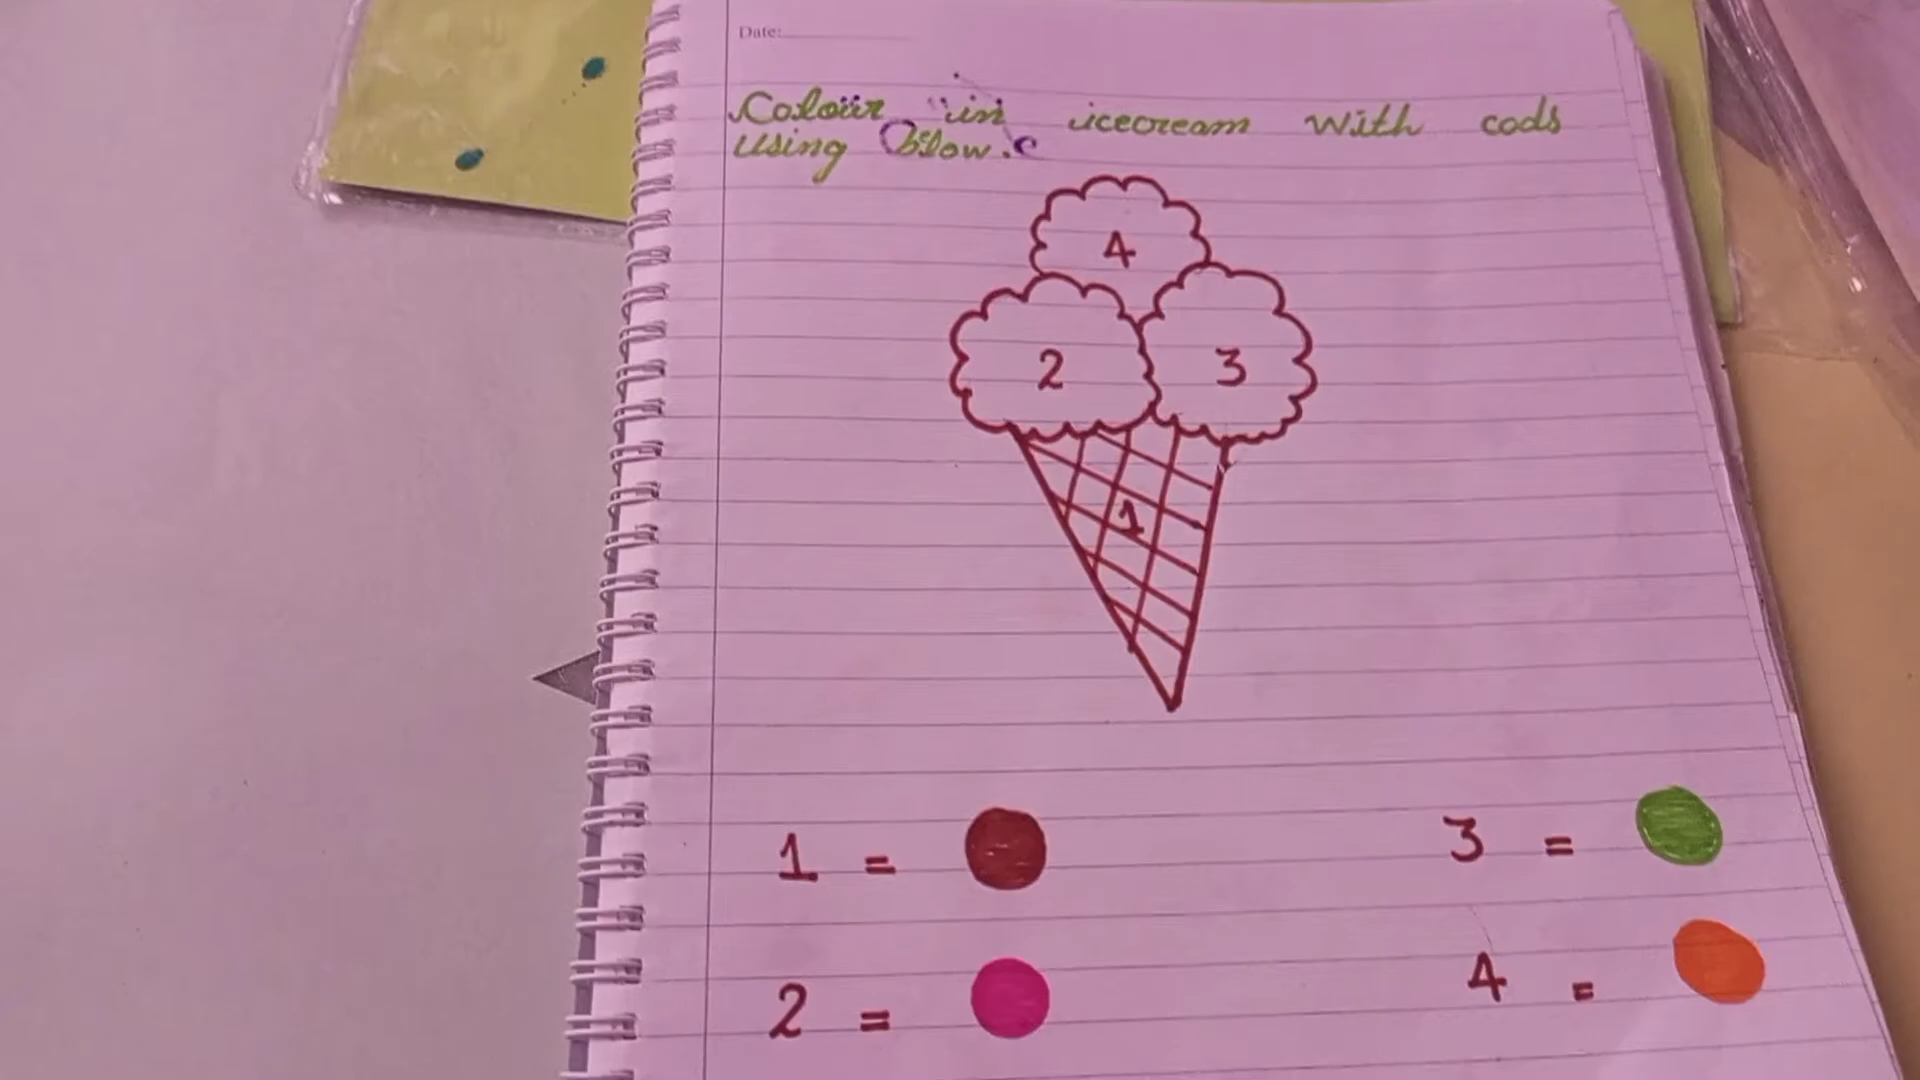 Date:
Colour in icecream with cods
using blow.
4
2 3
1
1 = 3 =
2 = 4 =